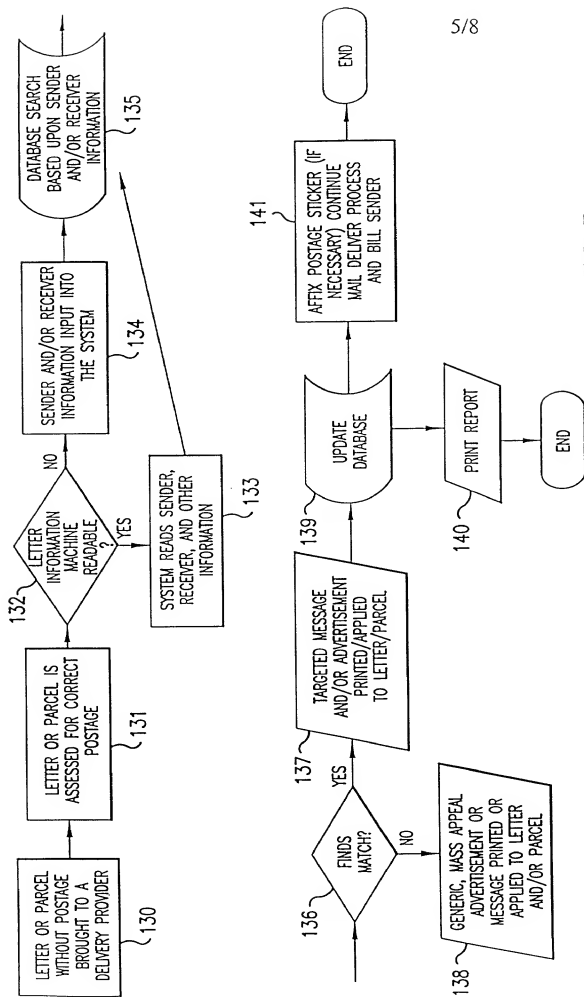 5/8
LETTER OR PARCEL
WITHOUT POSTAGE
BROUGHT TO A
DELIVERY PROVIDER
130
LETTER OR PARCEL IS
ASSESSED FOR CORRECT
POSTAGE
131
LETTER
INFORMATION
MACHINE
READABLE
?
132
NO
YES
SENDER AND/OR RECEIVER
INFORMATION INPUT INTO
THE SYSTEM
134
SYSTEM READS SENDER,
RECEIVER, AND OTHER
INFORMATION
133
DATABASE SEARCH
BASED UPON SENDER
AND/OR RECEIVER
INFORMATION
135
FINDS
MATCH?
136
YES
NO
TARGETED MESSAGE
AND/OR ADVERTISEMENT
PRINTED/APPLIED
TO LETTER/PARCEL
137
GENERIC, MASS APPEAL
ADVERTISEMENT OR
MESSAGE PRINTED OR
APPLIED TO LETTER
AND/OR PARCEL
138
UPDATE
DATABASE
139
PRINT REPORT
140
END
AFFIX POSTAGE STICKER (IF
NECESSARY) CONTINUE
MAIL DELIVER PROCESS
AND BILL SENDER
141
END